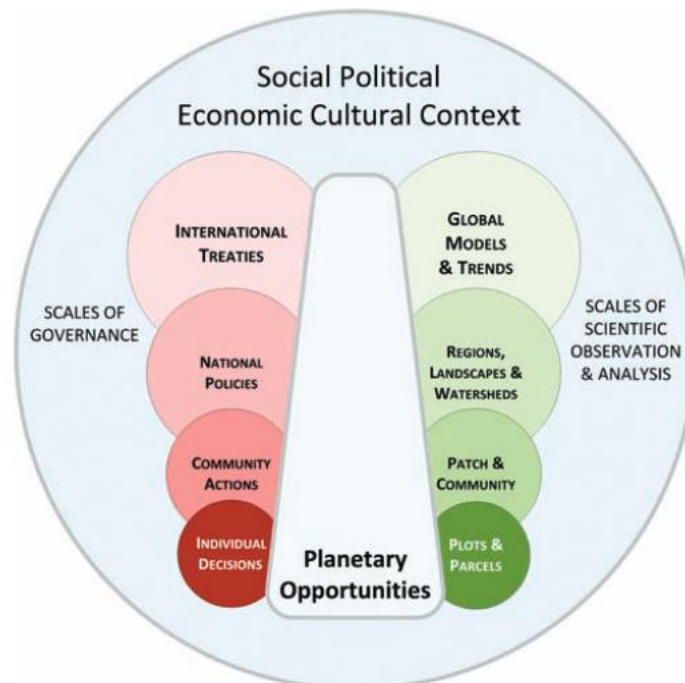 Social Political
Economic Cultural Context
INTERNATIONAL
TREATIES
GLOBAL
MODELS
& TRENDS
SCALES OF
GOVERNANCE
SCALES OF
SCIENTIFIC
OBSERVATION
& ANALYSIS
NATIONAL
POLICIES
REGIONS,
LANDSCAPES &
WATERSHEDS
COMMUNITY
ACTIONS
PATCH &
COMMUNITY
INDIVIDUAL
DECISIONS
PLOTS &
PARCELS
Planetary
Opportunities